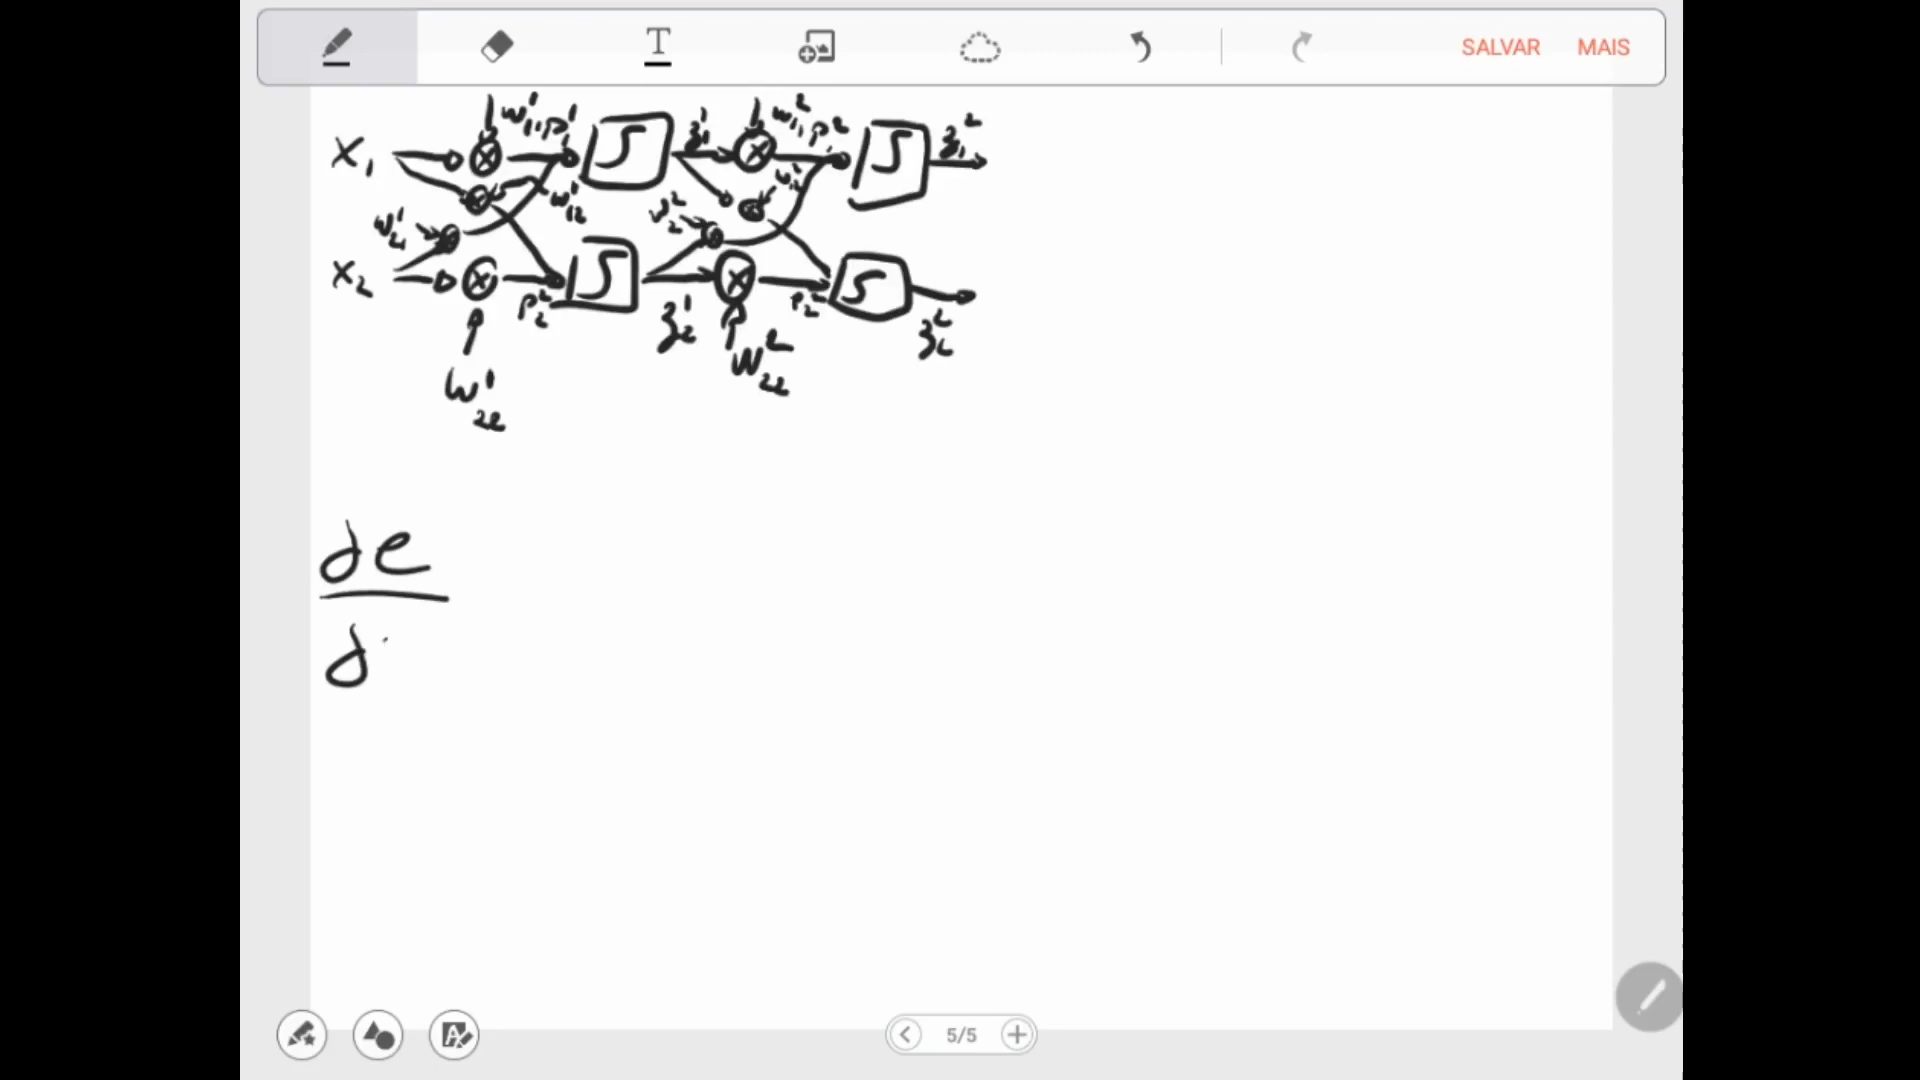 T
SALVAR MAIS
W¹₁₁ P¹₁ z¹₁ W²₁₁ P²₁ z²₁
X₁
W¹₁₂ W²₁₂
W¹₂₁ W²₂₁
X₂
P²₂ z¹₂ P²₂ z²₂
W¹₂₂ W²₂₂
∂e
∂
5/5
A